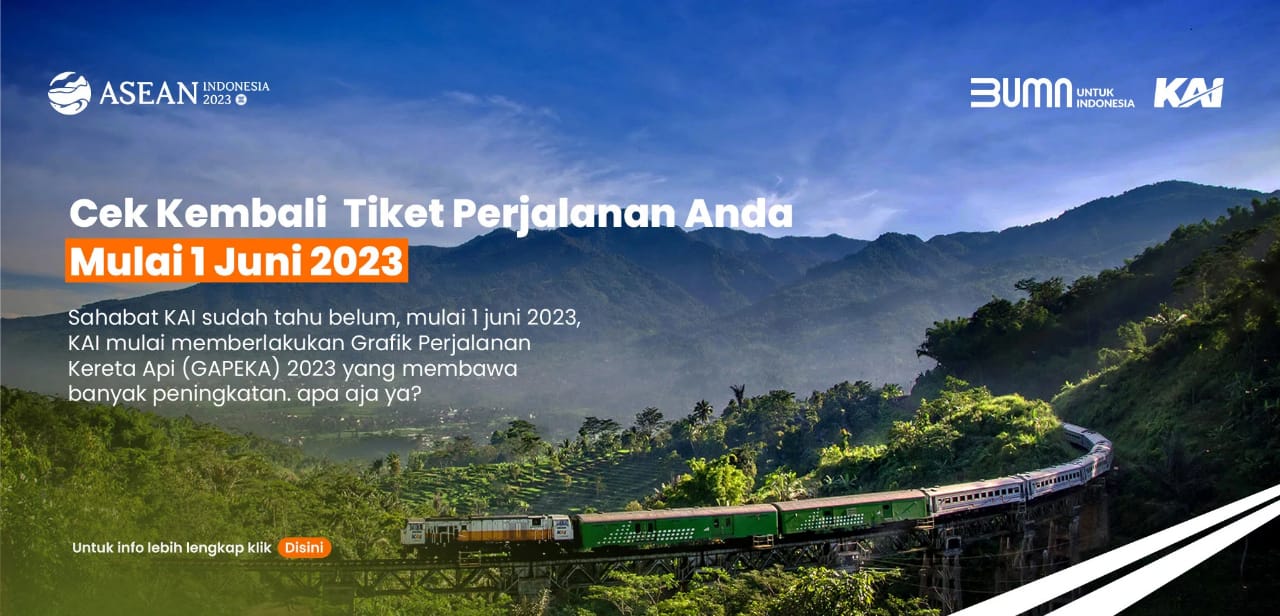 ASEAN INDONESIA
2023
BUMN UNTUK
INDONESIA
KAI
Cek Kembali Tiket Perjalanan Anda
Mulai 1 Juni 2023
Sahabat KAI sudah tahu belum, mulai 1 juni 2023,
KAI mulai memberlakukan Grafik Perjalanan
Kereta Api (GAPEKA) 2023 yang membawa
banyak peningkatan. apa aja ya?
Untuk info lebih lengkap klik Disini